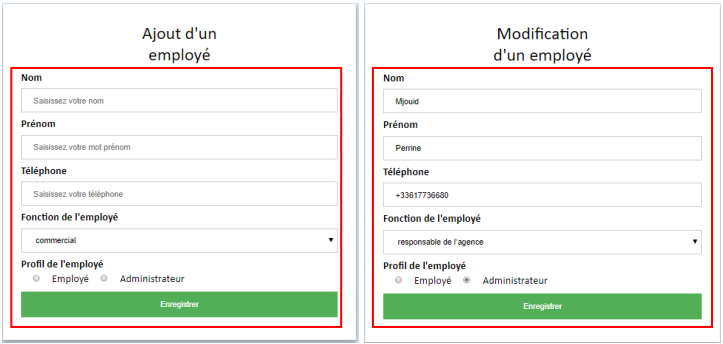 Ajout d'un
employé
Nom
Saisissez votre nom
Prénom
Saisissez votre mot prénom
Téléphone
Saisissez votre téléphone
Fonction de l'employé
commercial
Profil de l'employé
Employé Administrateur
Enregistrer
Modification
d'un employé
Nom
Mjouid
Prénom
Perrine
Téléphone
+33617736680
Fonction de l'employé
responsable de l'agence
Profil de l'employé
Employé Administrateur
Enregistrer